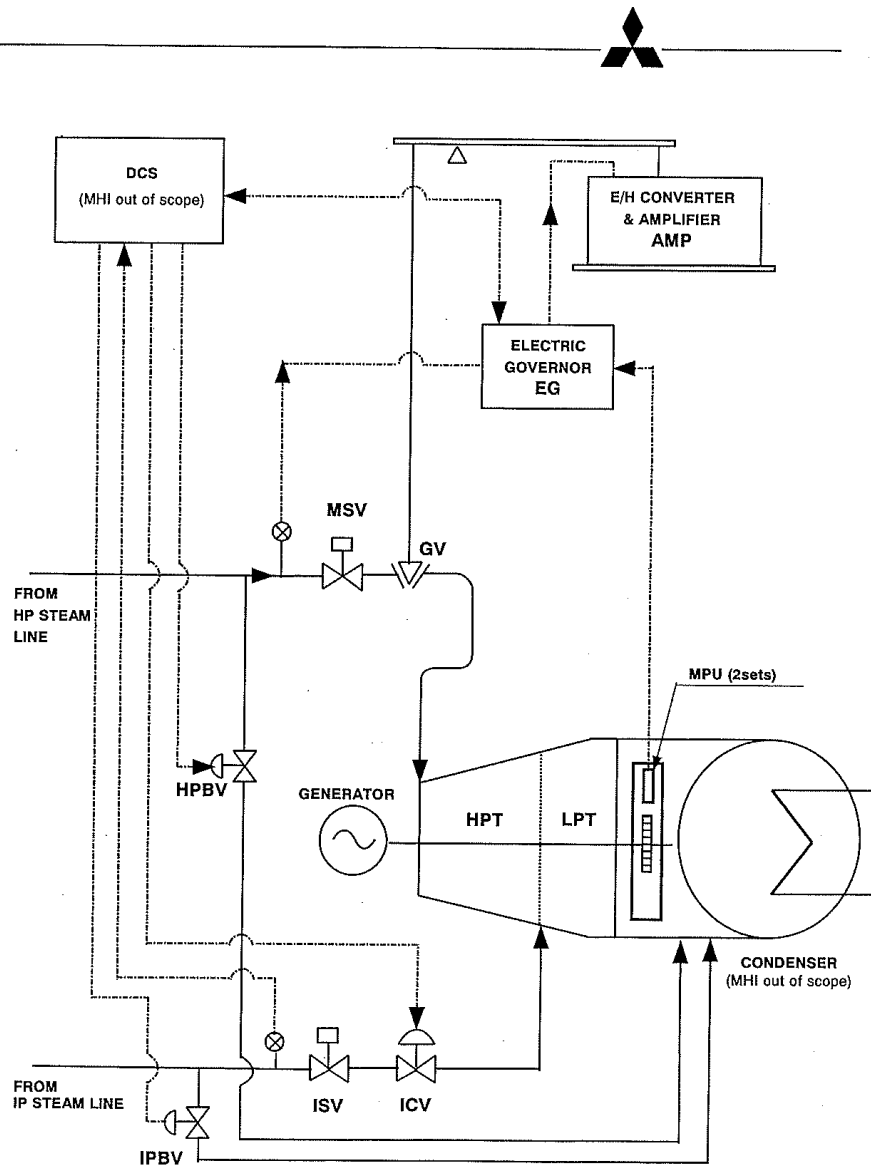 DCS
(MHI out of scope)
E/H CONVERTER
& AMPLIFIER
AMP
ELECTRIC
GOVERNOR
EG
MSV
GV
FROM
HP STEAM
LINE
MPU (2sets)
HPBV
GENERATOR
HPT
LPT
CONDENSER
(MHI out of scope)
FROM
IP STEAM LINE
ISV
ICV
IPBV